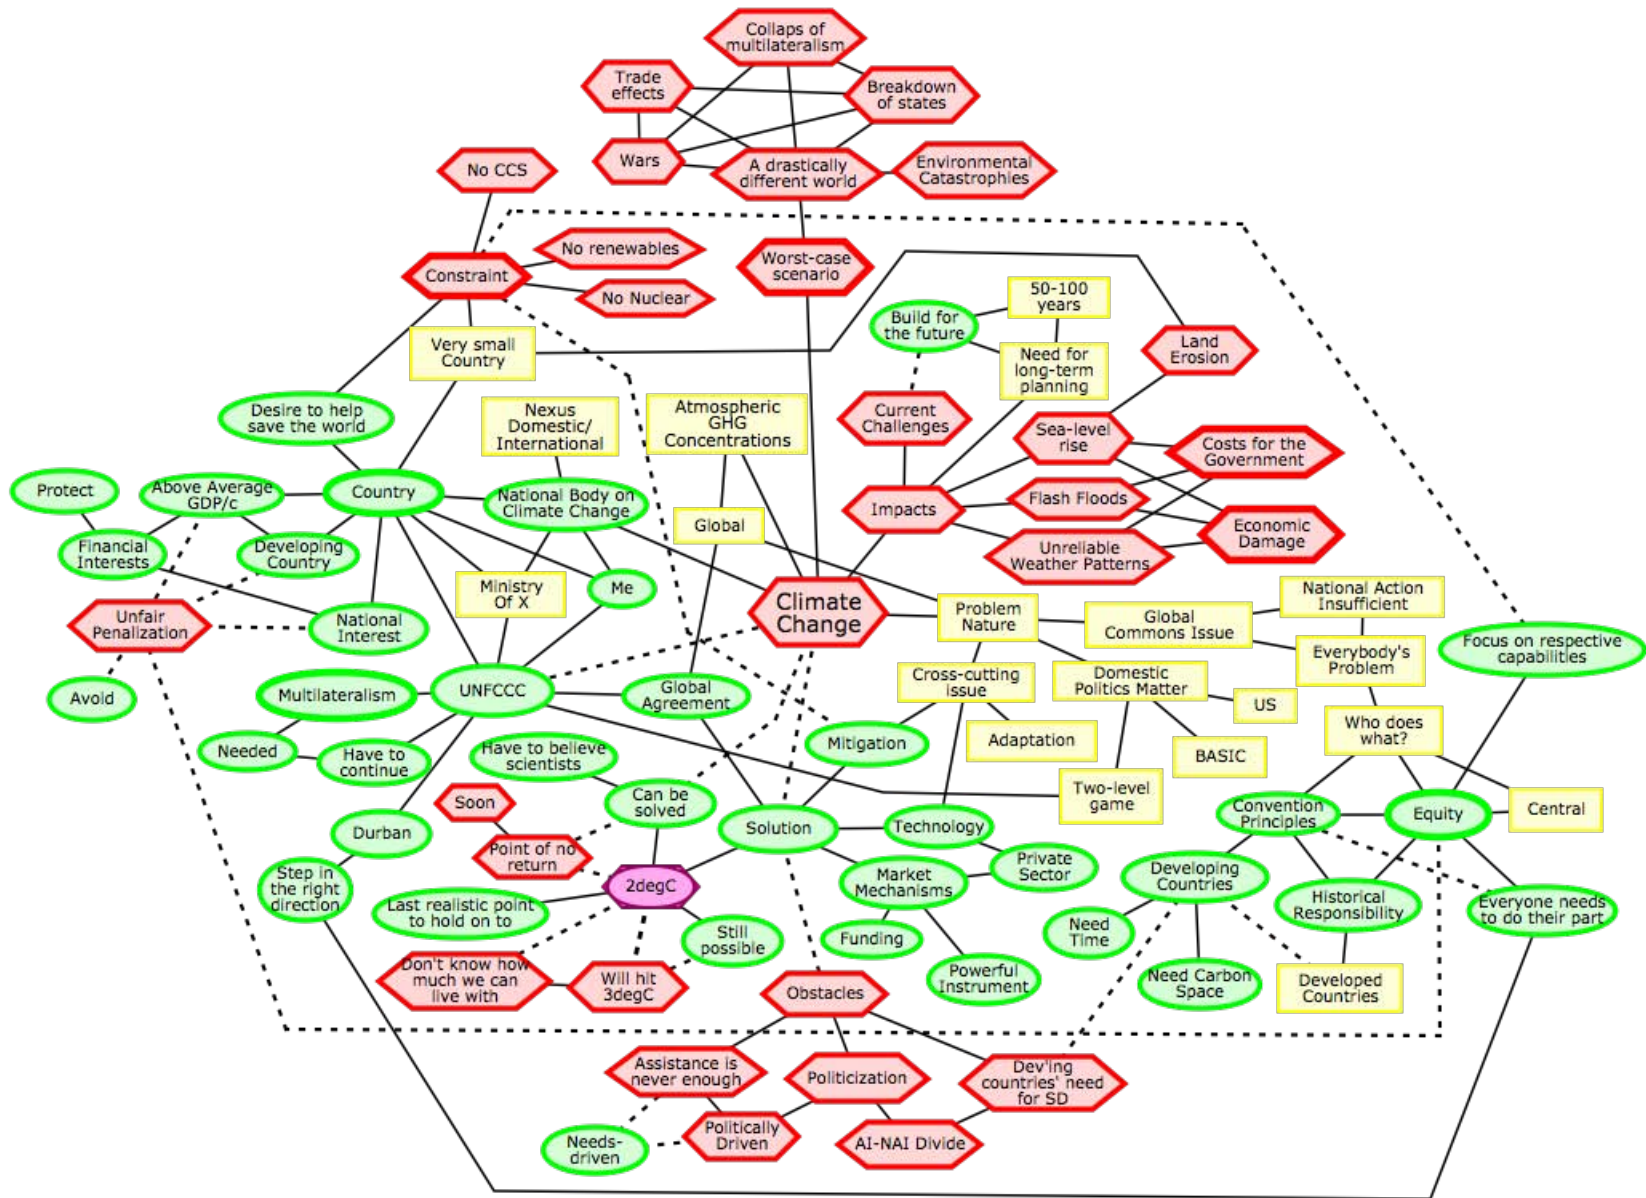 Collaps of
multilateralism
Trade
effects
Breakdown
of states
Wars
A drastically
different world
Environmental
Catastrophies
No CCS
No renewables
Constraint
No Nuclear
Worst-case
scenario
50-100
years
Build for
the future
Very small
Country
Need for
long-term
planning
Land
Erosion
Desire to help
save the world
Nexus
Domestic/
International
Atmospheric
GHG
Concentrations
Current
Challenges
Sea-level
rise
Costs for the
Government
Protect
Above Average
GDP/c
Country
National Body on
Climate Change
Global
Impacts
Flash Floods
Economic
Damage
Financial
Interests
Developing
Country
Unreliable
Weather Patterns
Ministry
Of X
Me
Climate
Change
Problem
Nature
Global
Commons Issue
National Action
Insufficient
Unfair
Penalization
National
Interest
Everybody's
Problem
Focus on respective
capabilities
Avoid
Multilateralism
UNFCCC
Global
Agreement
Cross-cutting
issue
Domestic
Politics Matter
US
Who does
what?
Needed
Have to
continue
Have to believe
scientists
Mitigation
Adaptation
BASIC
Two-level
game
Soon
Can be
solved
Durban
Solution
Technology
Convention
Principles
Equity
Central
Point of no
return
Step in
the right
direction
2degC
Market
Mechanisms
Private
Sector
Developing
Countries
Last realistic point
to hold on to
Still
possible
Funding
Need
Time
Historical
Responsibility
Everyone needs
to do their part
Don't know how
much we can
live with
Will hit
3degC
Powerful
Instrument
Need Carbon
Space
Developed
Countries
Obstacles
Assistance is
never enough
Politicization
Dev'ing
countries' need
for SD
Needs-
driven
Politically
Driven
AI-NAI Divide